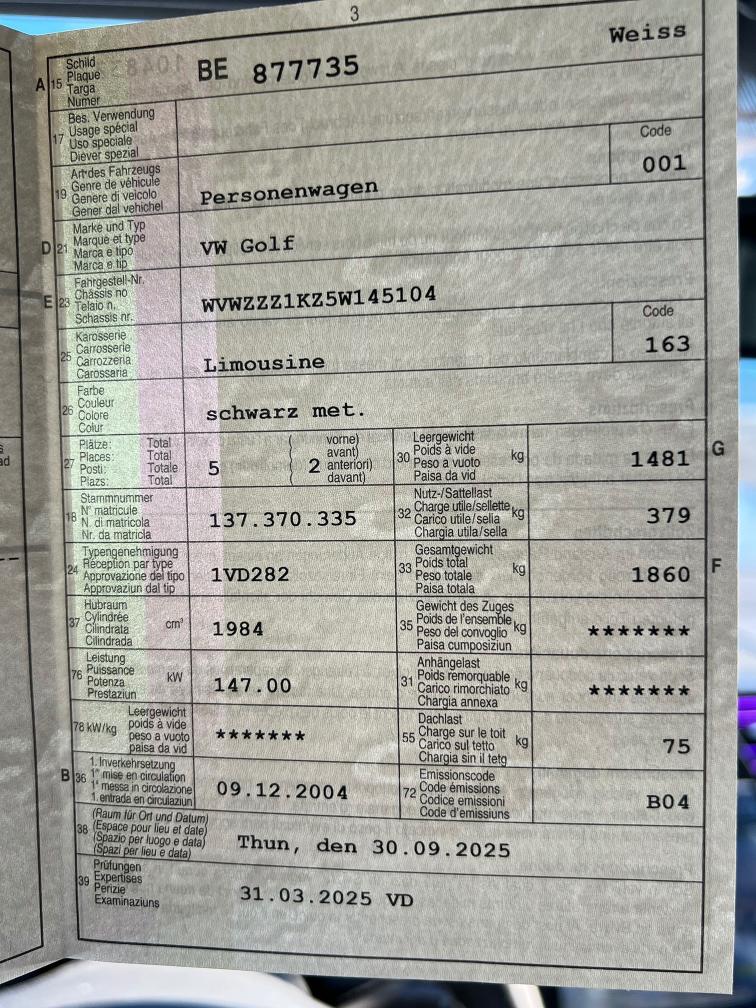 3
A 15 Schild
Plaque
Targa
Numer
BE 877735 Weiss
17 Bes. Verwendung
Usage spécial
Uso speciale
Diever spezial
19 Art des Fahrzeugs
Genre de véhicule
Genere di veicolo
Gener dal vehichel
Personenwagen
Code
001
D 21 Marke und Typ
Marque et type
Marca e tipo
Marca e tip
VW Golf
E 23 Fahrgestell-Nr.
Châssis no
Telaio n.
Schassis nr.
WVWZZZ1KZ5W145104
25 Karosserie
Carrosserie
Carrozzeria
Carossaria
Limousine
Code
163
26 Farbe
Couleur
Colore
Colur
schwarz met.
27 Plätze: Total
Places: Total
Posti: Totale
Plazs: Total
5
( vorne)
( avant)
( 2 anteriori)
( davant)
30 Leergewicht
Poids à vide
Peso a vuoto
Paisa da vid
kg
1481
G
18 Stammnummer
N° matricule
N. di matricola
Nr. da matricla
137.370.335
32 Nutz-/Sattellast
Charge utile/sellette
Carico utile/sella
Chargia utila/sella
kg
379
24 Typengenehmigung
Réception par type
Approvazione del tipo
Approvaziun dal tip
1VD282
33 Gesamtgewicht
Poids total
Peso totale
Paisa totala
kg
1860
F
37 Hubraum
Cylindrée
Cilindrata
Cilindrada
cm³
1984
35 Gewicht des Zuges
Poids de l'ensemble
Peso del convoglio
Paisa cumposiziun
kg
*******
76 Leistung
Puissance
Potenza
Prestaziun
kW
147.00
31 Anhängelast
Poids remorquable
Carico rimorchiato
Chargia annexa
kg
*******
78 kW/kg Leergewicht
poids à vide
peso a vuoto
paisa da vid
*******
55 Dachlast
Charge sur le toit
Carico sul tetto
Chargia sin il tetg
kg
75
B 36 1. Inverkehrsetzung
1re mise en circulation
1a messa in circolazione
1. entrada en circulaziun
09.12.2004
72 Emissionscode
Code émissions
Codice emissioni
Code d'emissiuns
B04
38 (Raum für Ort und Datum)
(Espace pour lieu et date)
(Spazio per luogo e data)
(Spazi per lieu e data)
Thun, den 30.09.2025
39 Prüfungen
Expertises
Perizie
Examinaziuns
31.03.2025 VD